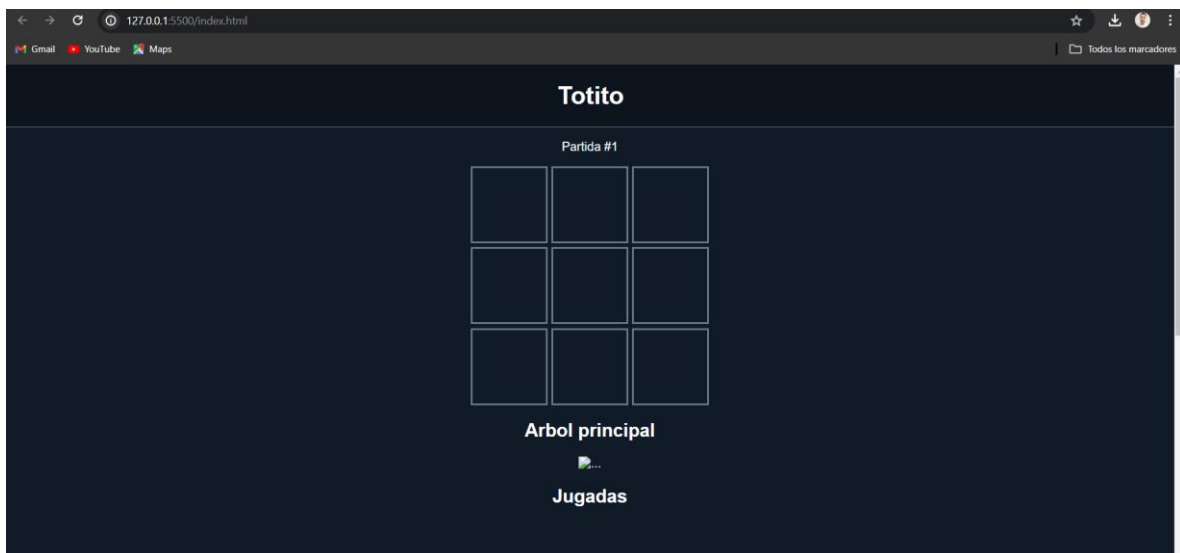 127.0.0.1:5500/index.html
Gmail YouTube Maps Todos los marcadores
Totito
Partida #1
Arbol principal
...
Jugadas